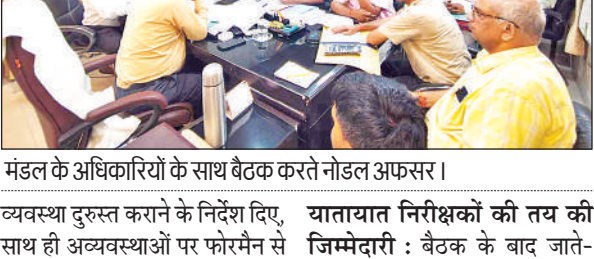 मंडल के अधिकारियों के साथ बैठक करते नोडल अफसर।
व्यवस्था दुरुस्त कराने के निर्देश दिए,
साथ ही अव्यवस्थाओं पर फोरमैन से
यातायात निरीक्षकों की तय की
जिम्मेदारी : बैठक के बाद जाते-